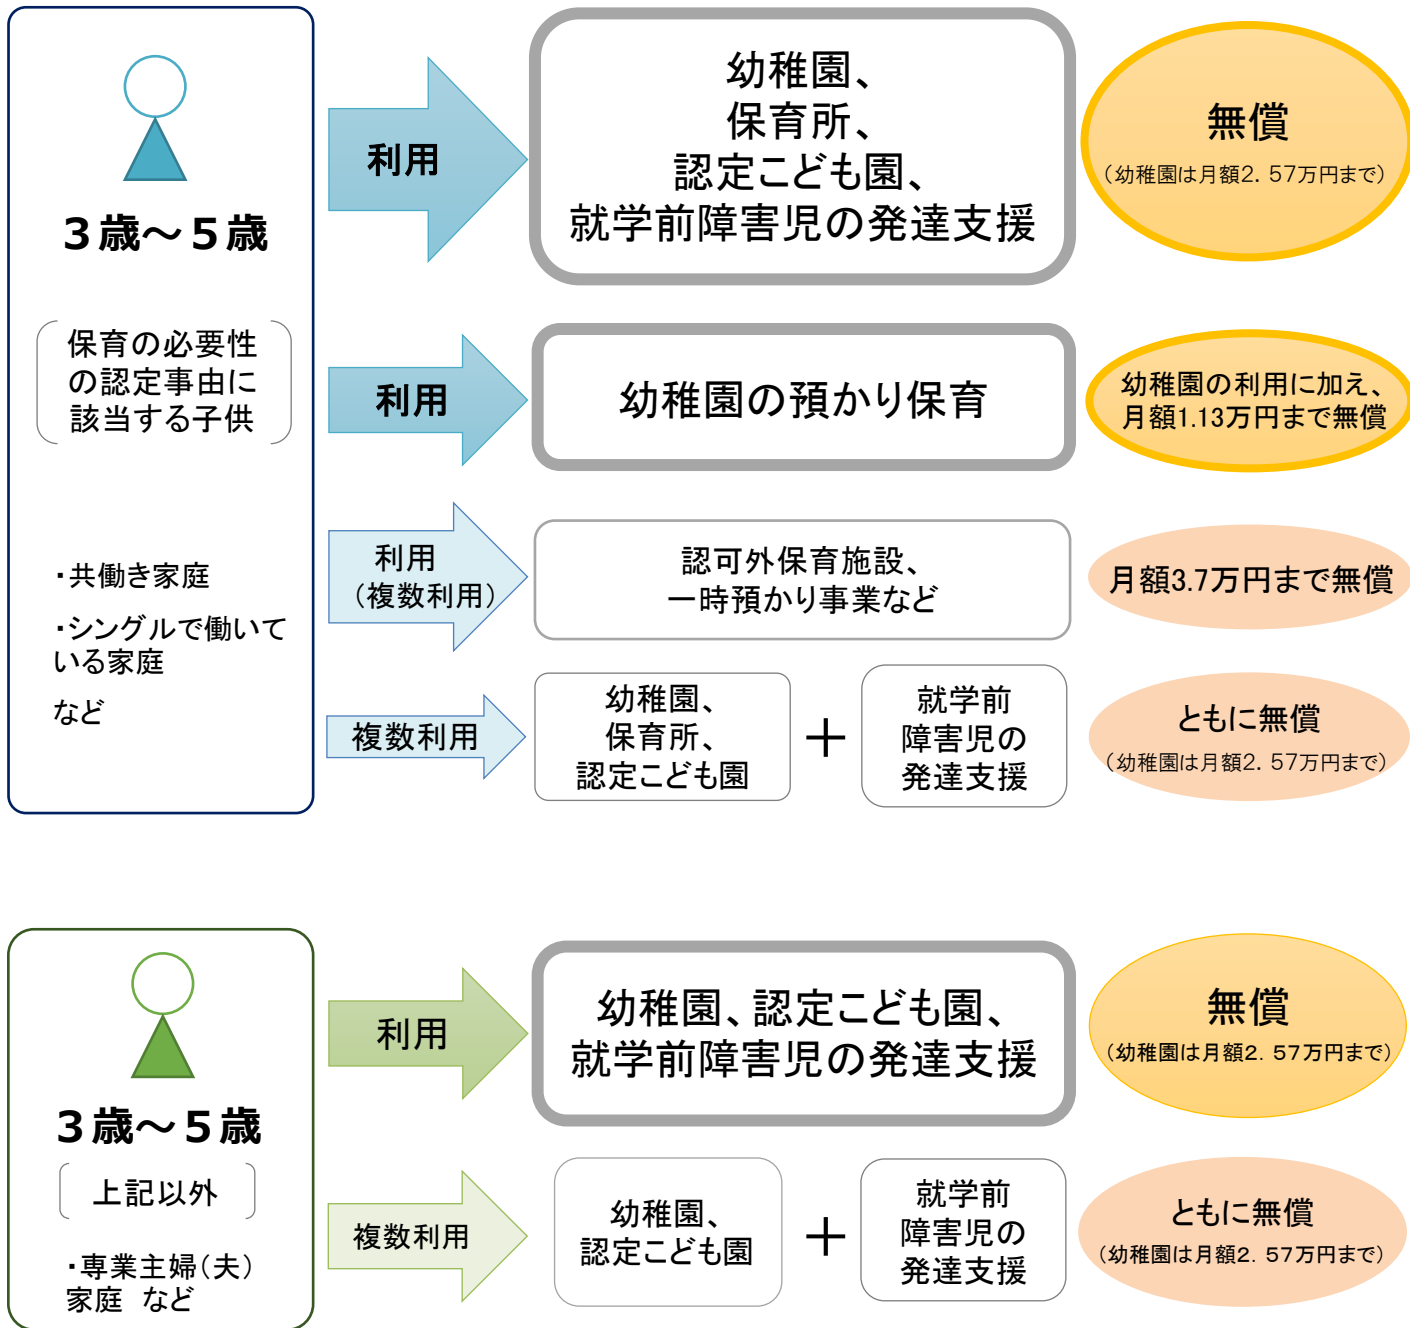 3歳～5歳
保育の必要性
の認定事由に
該当する子供
・共働き家庭
・シングルで働いて
いる家庭
など
利用
幼稚園、
保育所、
認定こども園、
就学前障害児の発達支援
無償
（幼稚園は月額2．57万円まで）
利用
幼稚園の預かり保育
幼稚園の利用に加え、
月額1.13万円まで無償
利用
（複数利用）
認可外保育施設、
一時預かり事業など
月額3.7万円まで無償
複数利用
幼稚園、
保育所、
認定こども園
＋
就学前
障害児の
発達支援
ともに無償
（幼稚園は月額2．57万円まで）
3歳～5歳
上記以外
・専業主婦（夫）
家庭　など
利用
幼稚園、認定こども園、
就学前障害児の発達支援
無償
（幼稚園は月額2．57万円まで）
複数利用
幼稚園、
認定こども園
＋
就学前
障害児の
発達支援
ともに無償
（幼稚園は月額2．57万円まで）